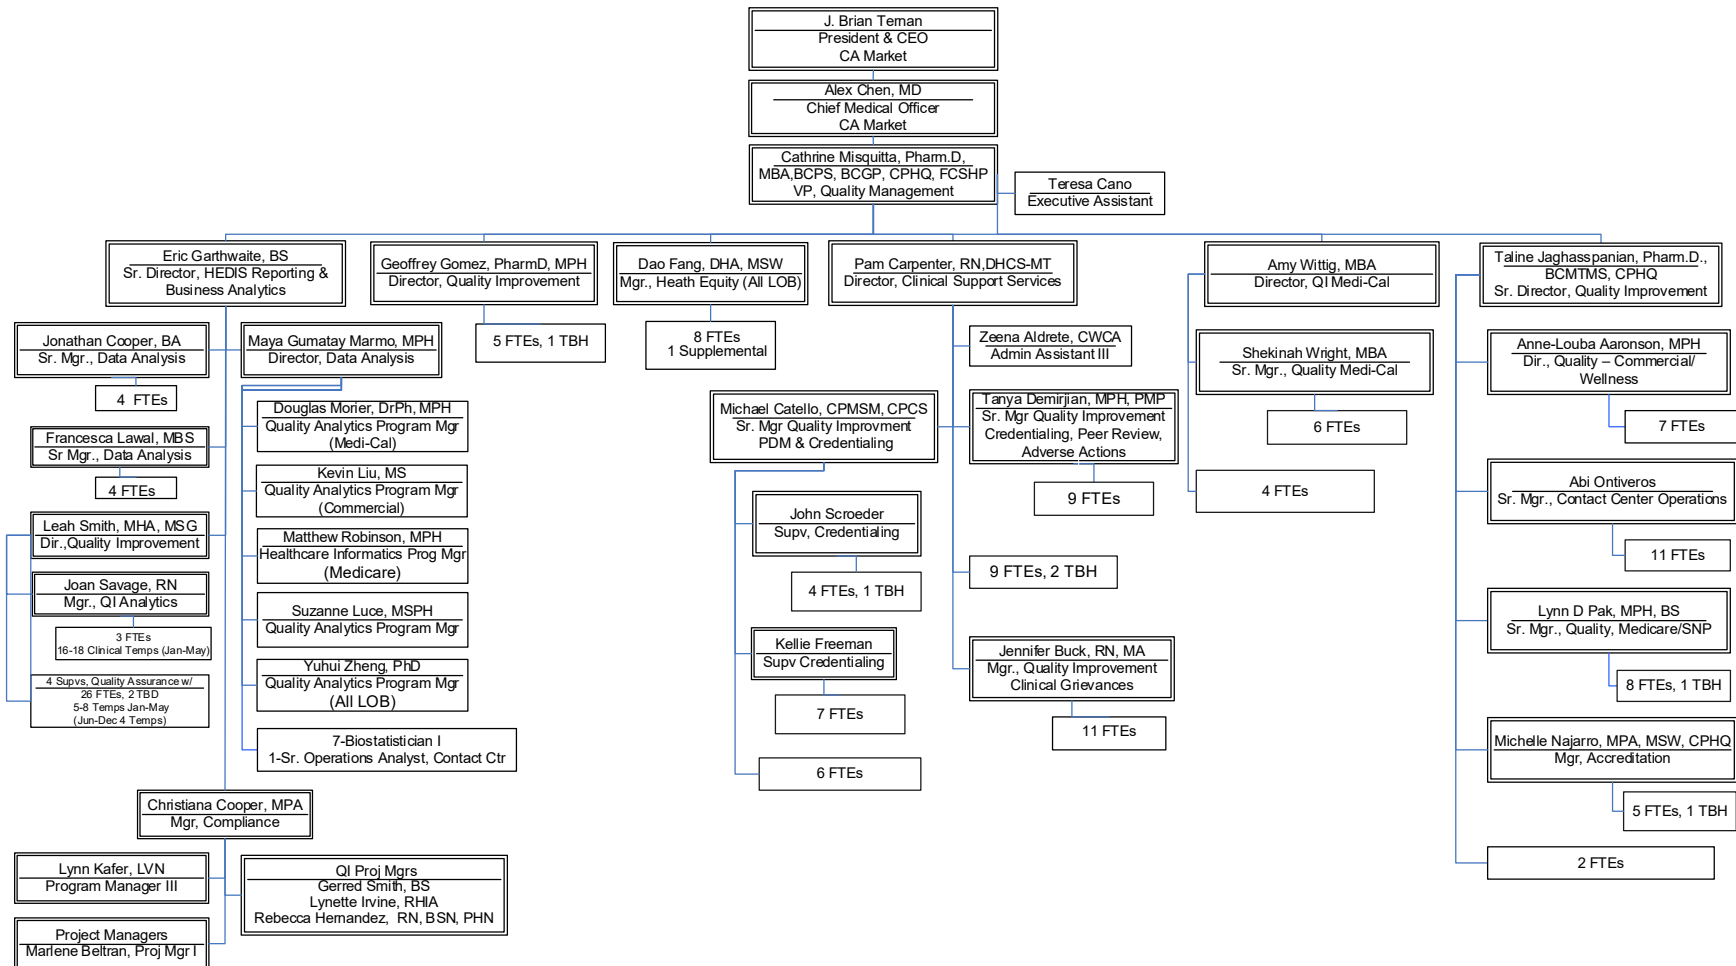 J. Brian Ternan
President & CEO
CA Market
Alex Chen, MD
Chief Medical Officer
CA Market
Cathrine Misquitta, Pharm.D,
MBA,BCPS, BCGP, CPHQ, FCSHP
VP, Quality Management
Teresa Cano
Executive Assistant
Eric Garthwaite, BS
Sr. Director, HEDIS Reporting &
Business Analytics
Geoffrey Gomez, PharmD, MPH
Director, Quality Improvement
5 FTEs, 1 TBH
Dao Fang, DHA, MSW
Mgr., Heath Equity (All LOB)
8 FTEs
1 Supplemental
Pam Carpenter, RN,DHCS-MT
Director, Clinical Support Services
Amy Wittig, MBA
Director, QI Medi-Cal
Taline Jaghasspanian, Pharm.D.,
BCMTMS, CPHQ
Sr. Director, Quality Improvement
Jonathan Cooper, BA
Sr. Mgr., Data Analysis
4 FTEs
Maya Gumatay Marmo, MPH
Director, Data Analysis
Francesca Lawal, MBS
Sr Mgr., Data Analysis
4 FTEs
Leah Smith, MHA, MSG
Dir.,Quality Improvement
Joan Savage, RN
Mgr., QI Analytics
3 FTEs
16-18 Clinical Temps (Jan-May)
4 Supvs, Quality Assurance w/
26 FTEs, 2 TBD
5-8 Temps Jan-May
(Jun-Dec 4 Temps)
Douglas Morier, DrPh, MPH
Quality Analytics Program Mgr
(Medi-Cal)
Kevin Liu, MS
Quality Analytics Program Mgr
(Commercial)
Matthew Robinson, MPH
Healthcare Informatics Prog Mgr
(Medicare)
Suzanne Luce, MSPH
Quality Analytics Program Mgr
Yuhui Zheng, PhD
Quality Analytics Program Mgr
(All LOB)
7-Biostatistician I
1-Sr. Operations Analyst, Contact Ctr
Christiana Cooper, MPA
Mgr, Compliance
Lynn Kafer, LVN
Program Manager III
QI Proj Mgrs
Gerred Smith, BS
Lynette Irvine, RHIA
Rebecca Hernandez, RN, BSN, PHN
Project Managers
Marlene Beltran, Proj Mgr I
Zeena Aldrete, CWCA
Admin Assistant III
Michael Catello, CPMSM, CPCS
Sr. Mgr Quality Improvment
PDM & Credentialing
Tanya Demirjian, MPH, PMP
Sr. Mgr Quality Improvement
Credentialing, Peer Review,
Adverse Actions
9 FTEs
John Scroeder
Supv, Credentialing
4 FTEs, 1 TBH
Kellie Freeman
Supv Credentialing
7 FTEs
6 FTEs
9 FTEs, 2 TBH
Jennifer Buck, RN, MA
Mgr., Quality Improvement
Clinical Grievances
11 FTEs
Shekinah Wright, MBA
Sr. Mgr., Quality Medi-Cal
6 FTEs
4 FTEs
Anne-Louba Aaronson, MPH
Dir., Quality – Commercial/
Wellness
7 FTEs
Abi Ontiveros
Sr. Mgr., Contact Center Operations
11 FTEs
Lynn D Pak, MPH, BS
Sr. Mgr., Quality, Medicare/SNP
8 FTEs, 1 TBH
Michelle Najarro, MPA, MSW, CPHQ
Mgr, Accreditation
5 FTEs, 1 TBH
2 FTEs